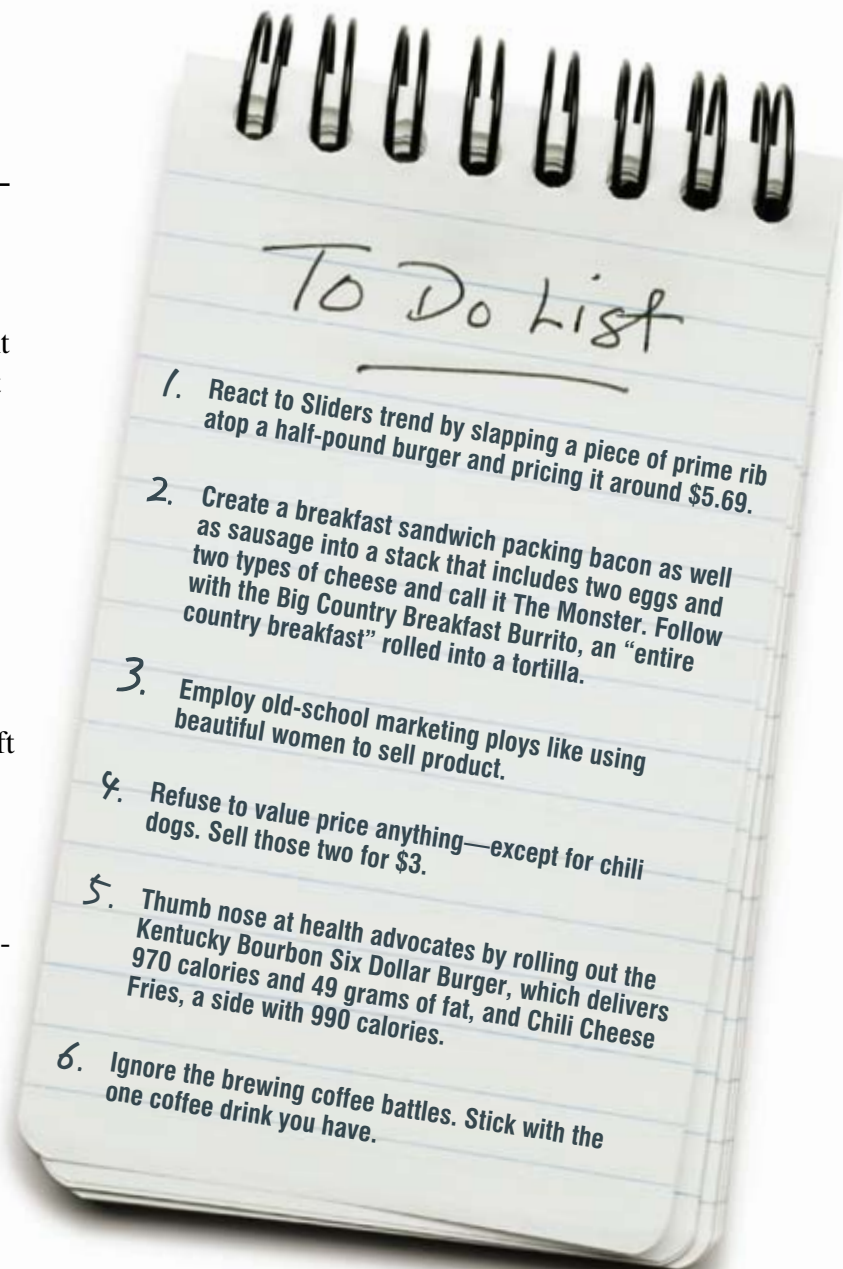 To Do List
1. React to Sliders trend by slapping a piece of prime rib
atop a half-pound burger and pricing it around $5.69.
2. Create a breakfast sandwich packing bacon as well
as sausage into a stack that includes two eggs and
two types of cheese and call it The Monster. Follow
with the Big Country Breakfast Burrito, an “entire
country breakfast” rolled into a tortilla.
3. Employ old-school marketing ploys like using
beautiful women to sell product.
4. Refuse to value price anything—except for chili
dogs. Sell those two for $3.
5. Thumb nose at health advocates by rolling out the
Kentucky Bourbon Six Dollar Burger, which delivers
970 calories and 49 grams of fat, and Chili Cheese
Fries, a side with 990 calories.
6. Ignore the brewing coffee battles. Stick with the
one coffee drink you have.